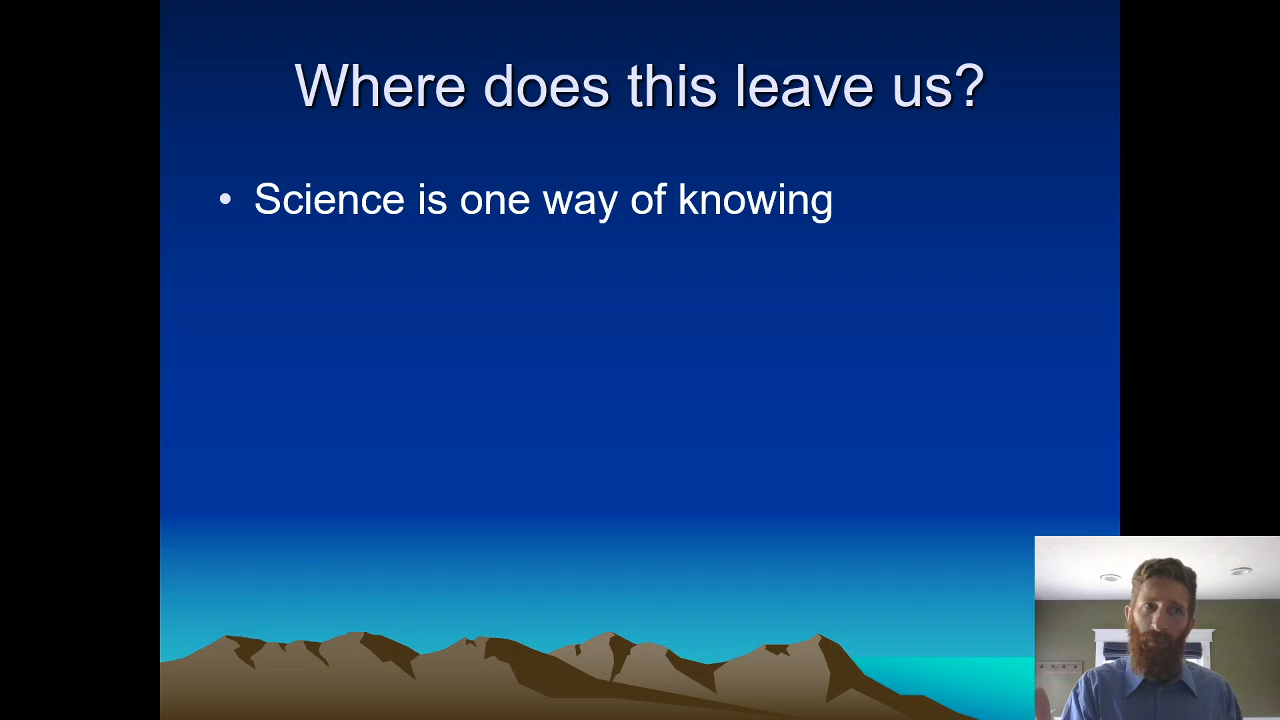 Where does this leave us?
• Science is one way of knowing